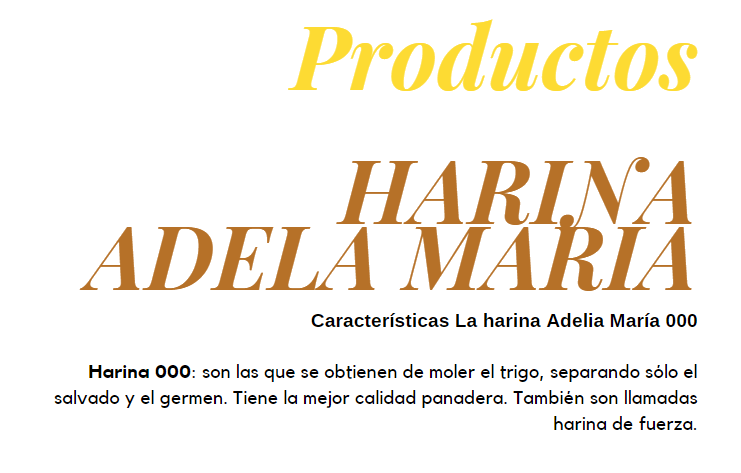 Productos
HARINA
ADELA MARIA
Características La harina Adelia María 000
Harina 000: son las que se obtienen de moler el trigo, separando sólo el
salvado y el germen. Tiene la mejor calidad panadera. También son llamadas
harina de fuerza.